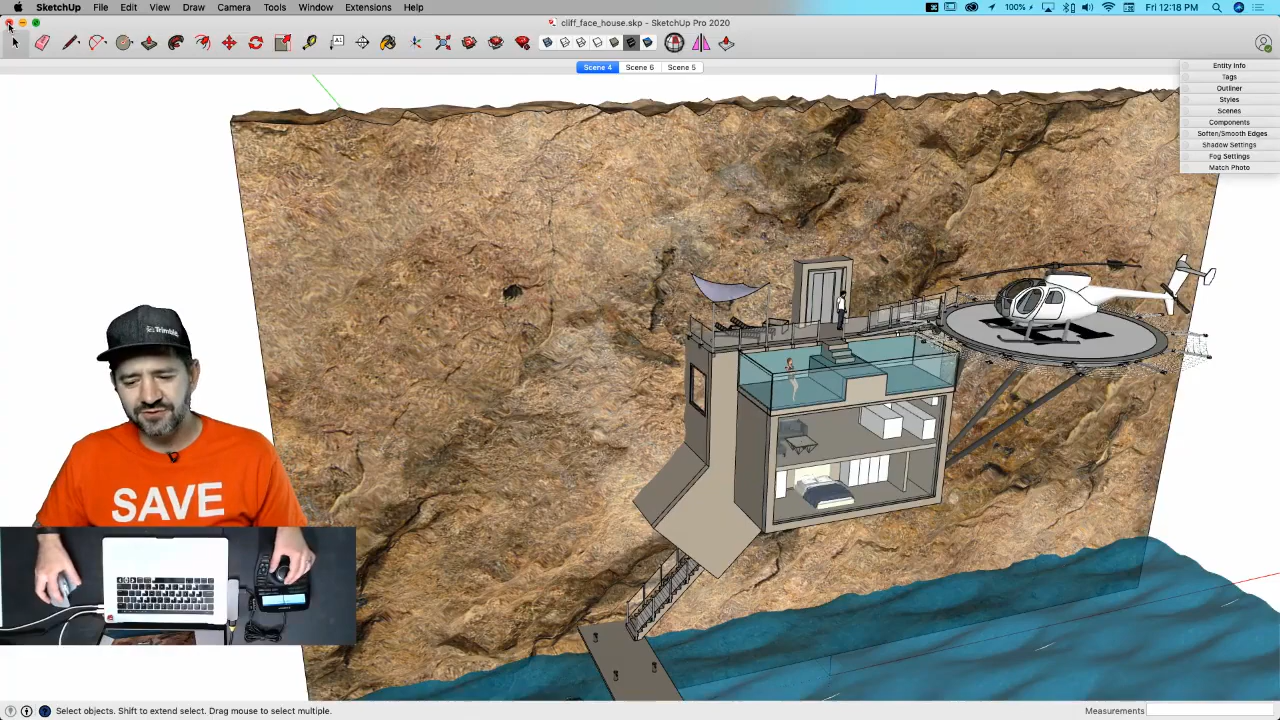 SketchUp File Edit View Draw Camera Tools Window Extensions Help
100% Fri 12:18 PM
cliff_face_house.skp - SketchUp Pro 2020
Scene 4 Scene 6 Scene 5
Entity Info
Tags
Outliner
Styles
Scenes
Components
Soften/Smooth Edges
Shadow Settings
Fog Settings
Match Photo
Trimble
SAVE
H
Select objects. Shift to extend select. Drag mouse to select multiple.
Measurements